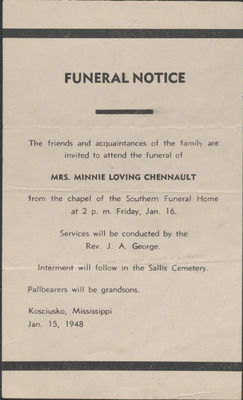 FUNERAL NOTICE
The friends and acquaintances of the family are
invited to attend the funeral of
MRS. MINNIE LOVING CHENNAULT
from the chapel of the Southern Funeral Home
at 2 p. m. Friday, Jan. 16.
Services will be conducted by the
Rev. J. A. George.
Interment will follow in the Sallis Cemetery.
Pallbearers will be grandsons.
Kosciusko, Mississippi
Jan. 15, 1948